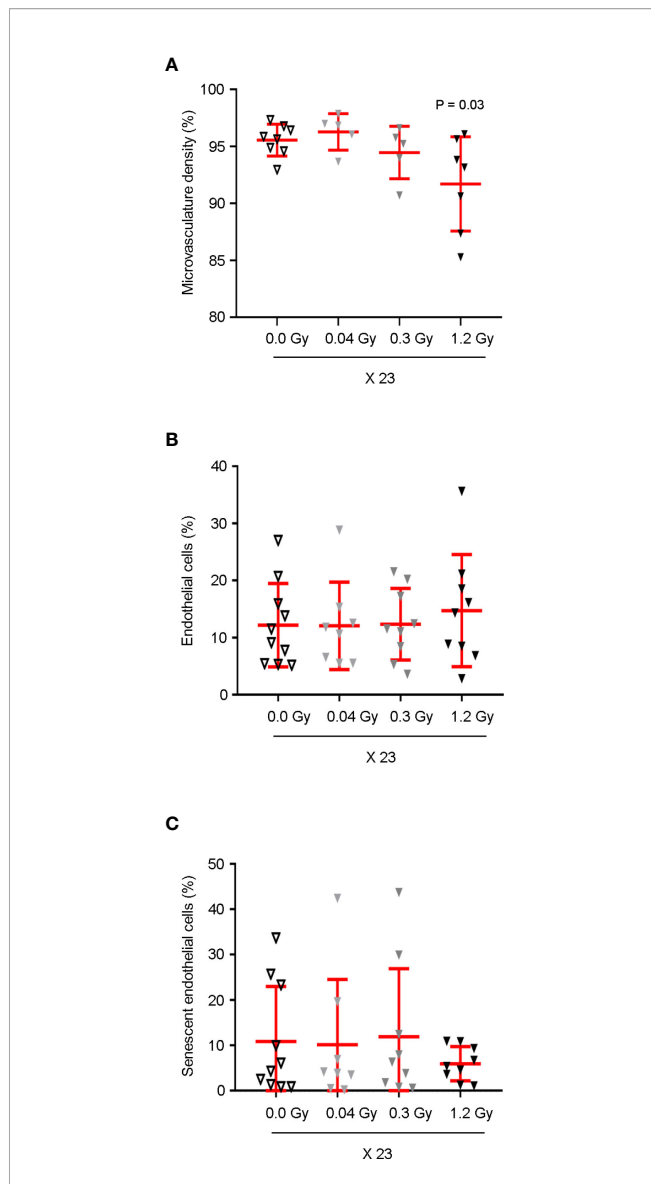 A
P = 0.03
Microvasculature density (%)
100
95
90
85
80
0.0 Gy 0.04 Gy 0.3 Gy 1.2 Gy
X 23
B
Endothelial cells (%)
40
30
20
10
0
0.0 Gy 0.04 Gy 0.3 Gy 1.2 Gy
X 23
C
Senescent endothelial cells (%)
50
40
30
20
10
0
0.0 Gy 0.04 Gy 0.3 Gy 1.2 Gy
X 23